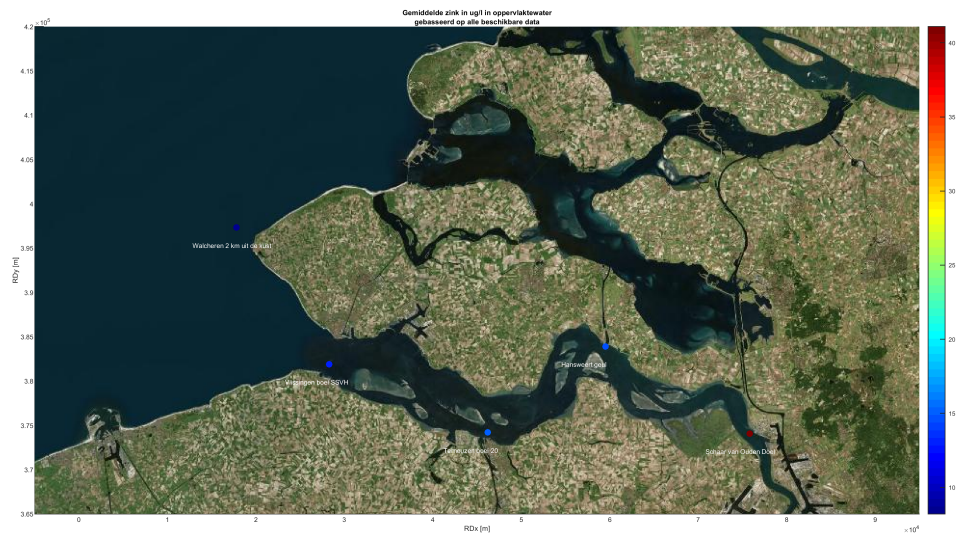 Gemiddelde zink in ug/l in oppervlaktewater
gebasseerd op alle beschikbare data
4.2 ×10⁵
4.15
4.1
4.05
4
3.95
3.9
3.85
3.8
3.75
3.7
3.65
RDy [m]
Walcheren 2 km uit de kust
Vlissingen boei SSVH
Hansweert geul
Terneuzen boei 20
Schaar van Ouden Doel
0 1 2 3 4 5 6 7 8 9
×10⁴
RDx [m]
40
35
30
25
20
15
10